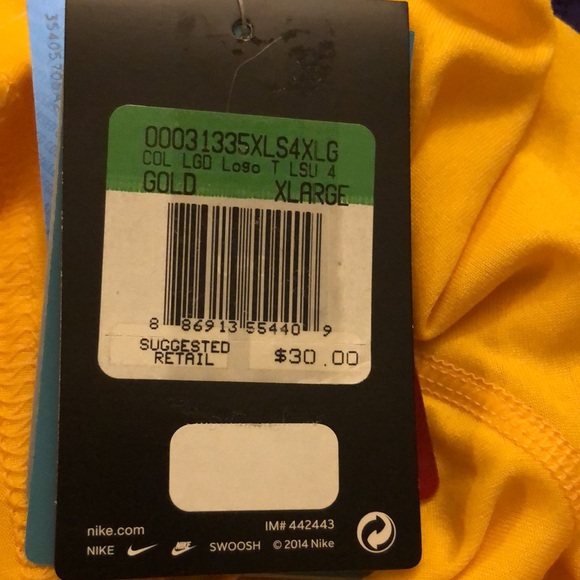 00031335XLS4XLG
COL LGD Logo T LSU 4
GOLD XLARGE
8 86913 55440 9
SUGGESTED
RETAIL
$30.00
nike.com
IM# 442443
NIKE SWOOSH © 2014 Nike